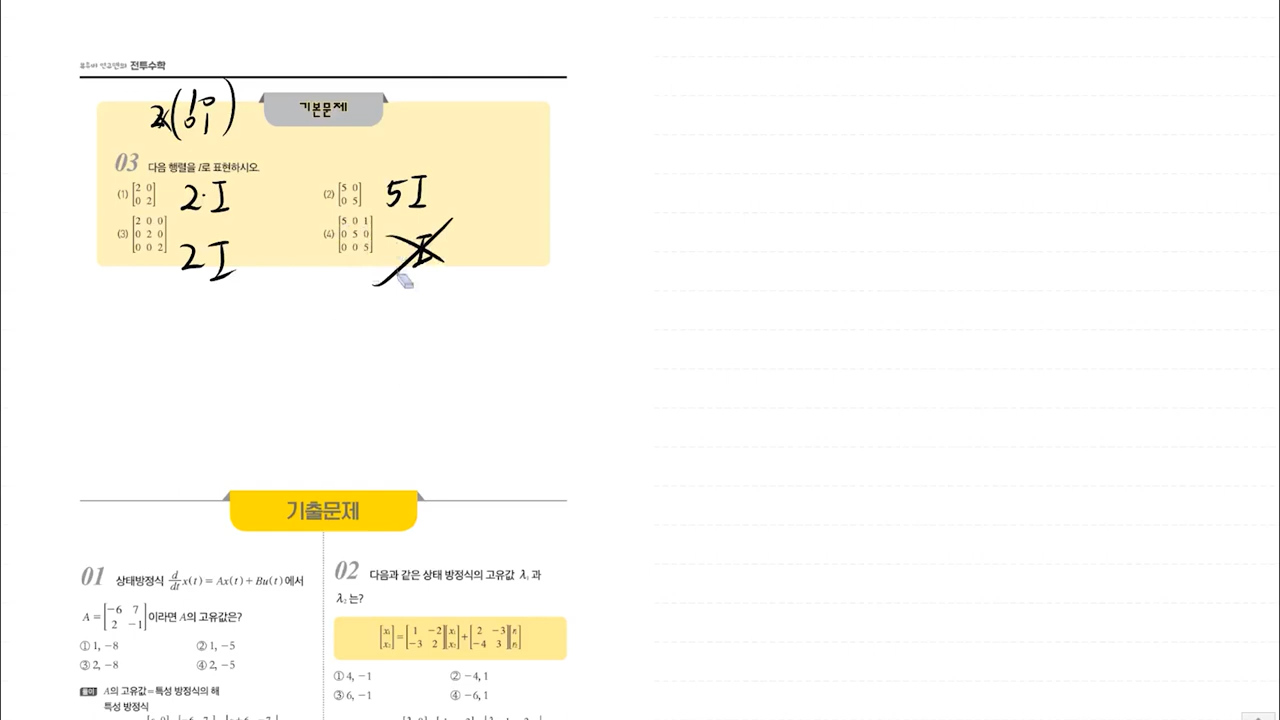 전투수학
2(1 0
0 1)
기본문제
03 다음 행렬을 I로 표현하시오.
(1) [2 0
0 2] 2·I
(2) [5 0
0 5] 5I
(3) [2 0 0
0 2 0
0 0 2] 2I
(4) [5 0 1
0 5 0
0 0 5] I
기출문제
01 상태방정식 d/dt x(t) = Ax(t) + Bu(t) 에서
A = [−6 7
2 −1] 이라면 A의 고유값은?
① 1, −8 ② 1, −5
③ 2, −8 ④ 2, −5
풀이 A의 고유값=특성 방정식의 해
특성 방정식
02 다음과 같은 상태 방정식의 고유값 λ₁과
λ₂는?
[x₁
x₂] = [1 −2
−3 2][x₁
x₂] + [2 −3
−4 3][r₁
r₂]
① 4, −1 ② −4, 1
③ 6, −1 ④ −6, 1